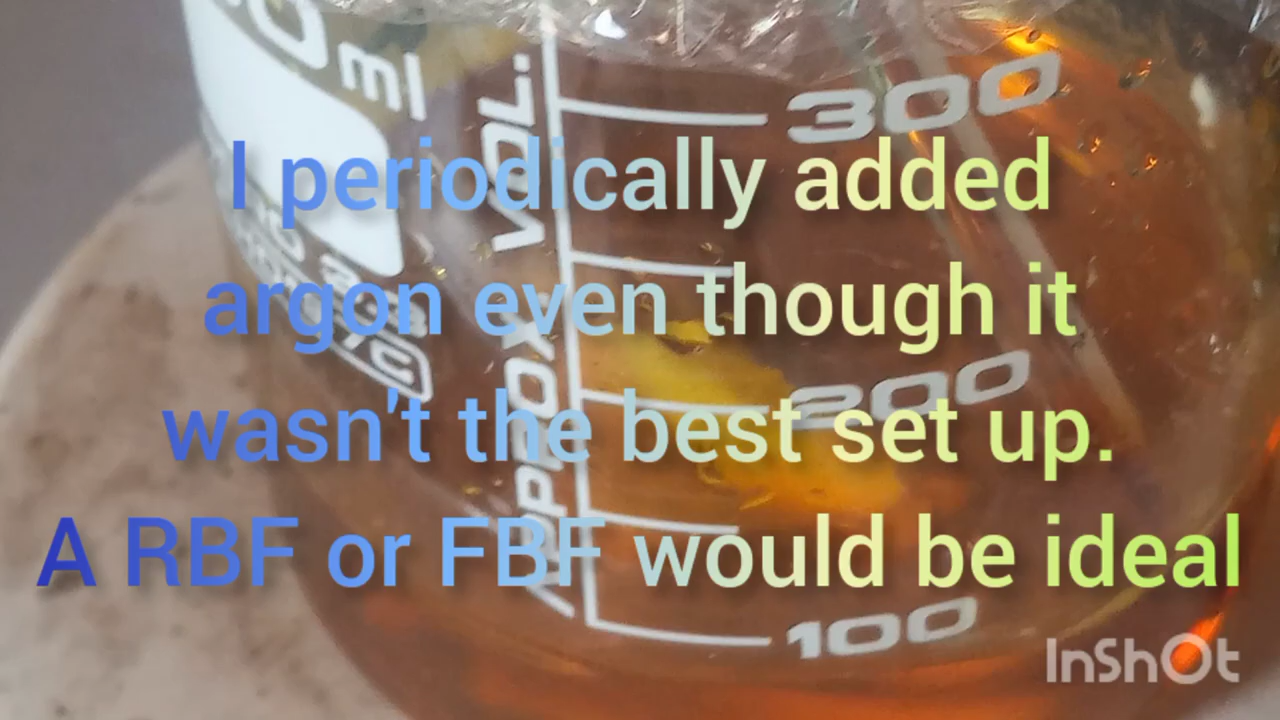 ml
300
I periodically added
argon even though it
wasn't the best set up.
A RBF or FBF would be ideal
APPROX. VOL.
200
100
InShOt